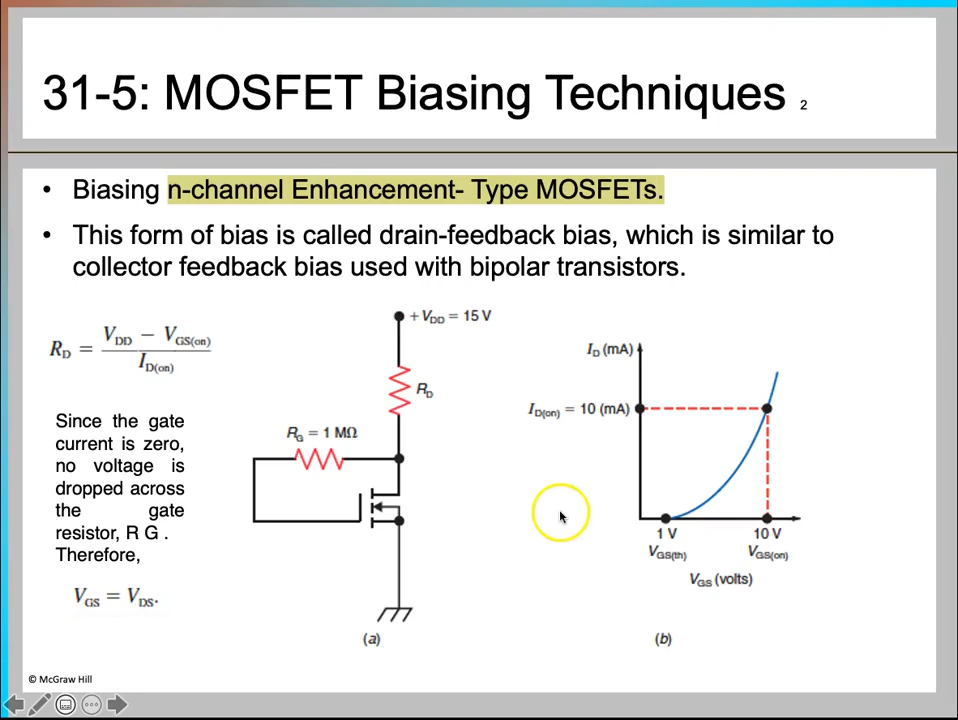 31-5: MOSFET Biasing Techniques 2
• Biasing n-channel Enhancement- Type MOSFETs.
• This form of bias is called drain-feedback bias, which is similar to
collector feedback bias used with bipolar transistors.
R_D = (V_DD − V_GS(on)) / I_D(on)
Since the gate
current is zero,
no voltage is
dropped across
the gate
resistor, R G .
Therefore,
V_GS = V_DS.
+ V_DD = 15 V
R_D
R_G = 1 MΩ
(a)
I_D (mA)
I_D(on) = 10 (mA)
1 V
V_GS(th)
10 V
V_GS(on)
V_GS (volts)
(b)
© McGraw Hill